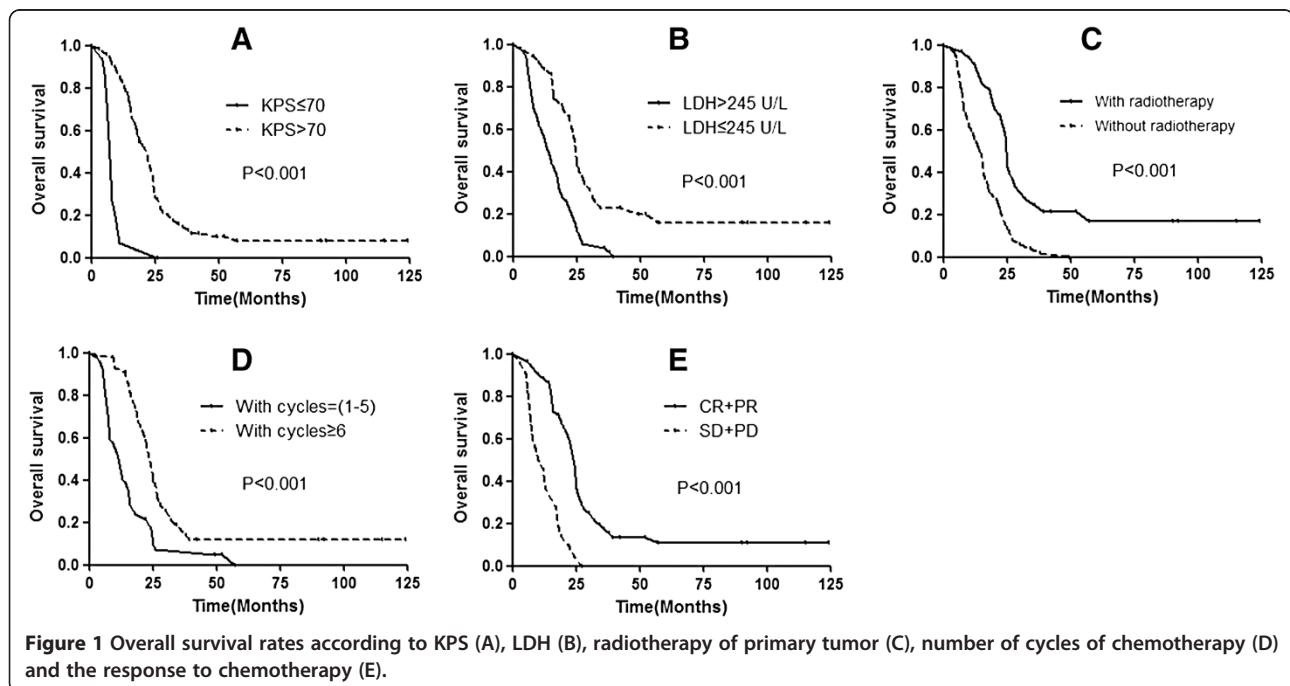 A
Overall survival
1.0
0.8
0.6
0.4
0.2
0.0
KPS≤70
KPS>70
P<0.001
0 25 50 75 100 125
Time(Months)
B
Overall survival
1.0
0.8
0.6
0.4
0.2
0.0
LDH>245 U/L
LDH≤245 U/L
P<0.001
0 25 50 75 100 125
Time(Months)
C
Overall survival
1.0
0.8
0.6
0.4
0.2
0.0
With radiotherapy
Without radiotherapy
P<0.001
0 25 50 75 100 125
Time(Months)
D
Overall survival
1.0
0.8
0.6
0.4
0.2
0.0
With cycles=(1-5)
With cycles≥6
P<0.001
0 25 50 75 100 125
Time(Months)
E
Overall survival
1.0
0.8
0.6
0.4
0.2
0.0
CR+PR
SD+PD
P<0.001
0 25 50 75 100 125
Time(Months)
Figure 1 Overall survival rates according to KPS (A), LDH (B), radiotherapy of primary tumor (C), number of cycles of chemotherapy (D)
and the response to chemotherapy (E).